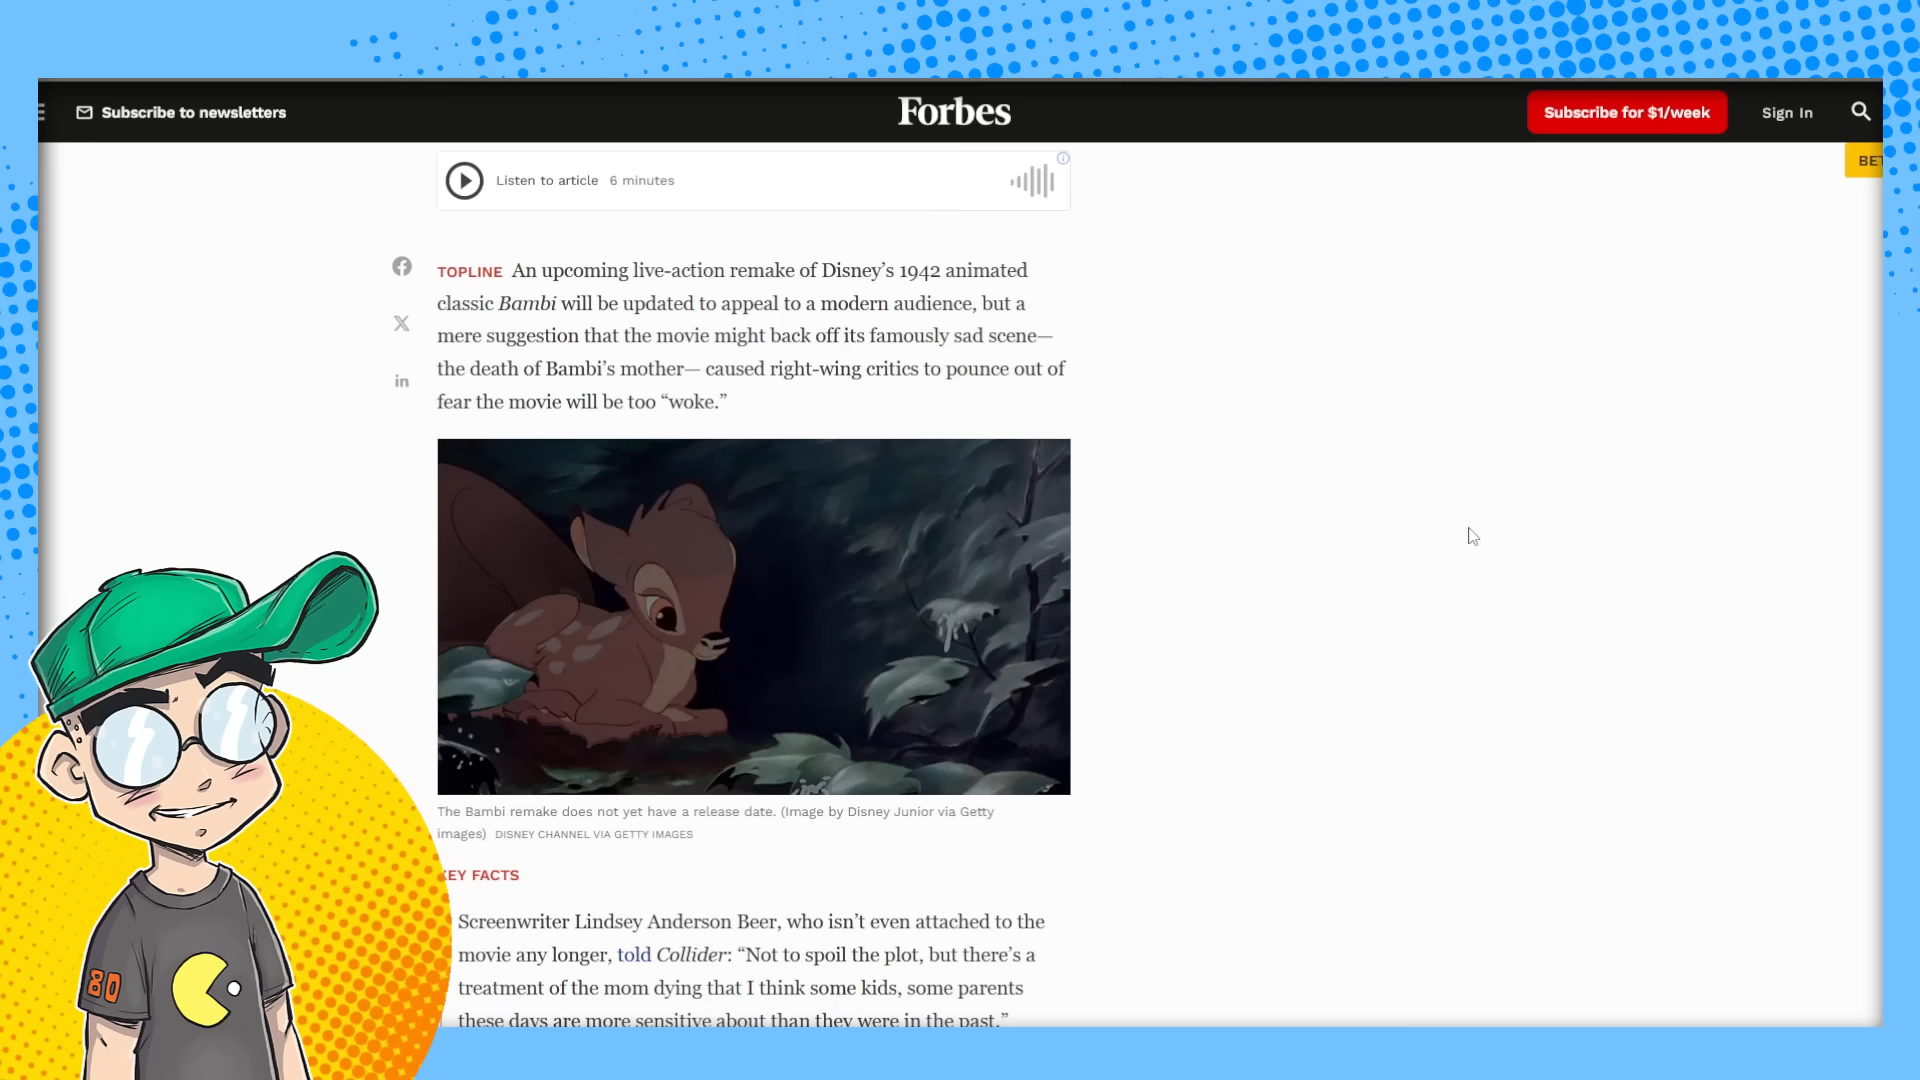 Subscribe to newsletters
Forbes
Subscribe for $1/week
Sign In
Listen to article 6 minutes
TOPLINE An upcoming live-action remake of Disney’s 1942 animated
classic Bambi will be updated to appeal to a modern audience, but a
mere suggestion that the movie might back off its famously sad scene—
the death of Bambi’s mother— caused right-wing critics to pounce out of
fear the movie will be too “woke.”
The Bambi remake does not yet have a release date. (Image by Disney Junior via Getty
images) DISNEY CHANNEL VIA GETTY IMAGES
KEY FACTS
Screenwriter Lindsey Anderson Beer, who isn’t even attached to the
movie any longer, told Collider: “Not to spoil the plot, but there’s a
treatment of the mom dying that I think some kids, some parents
these days are more sensitive about than they were in the past.”
80